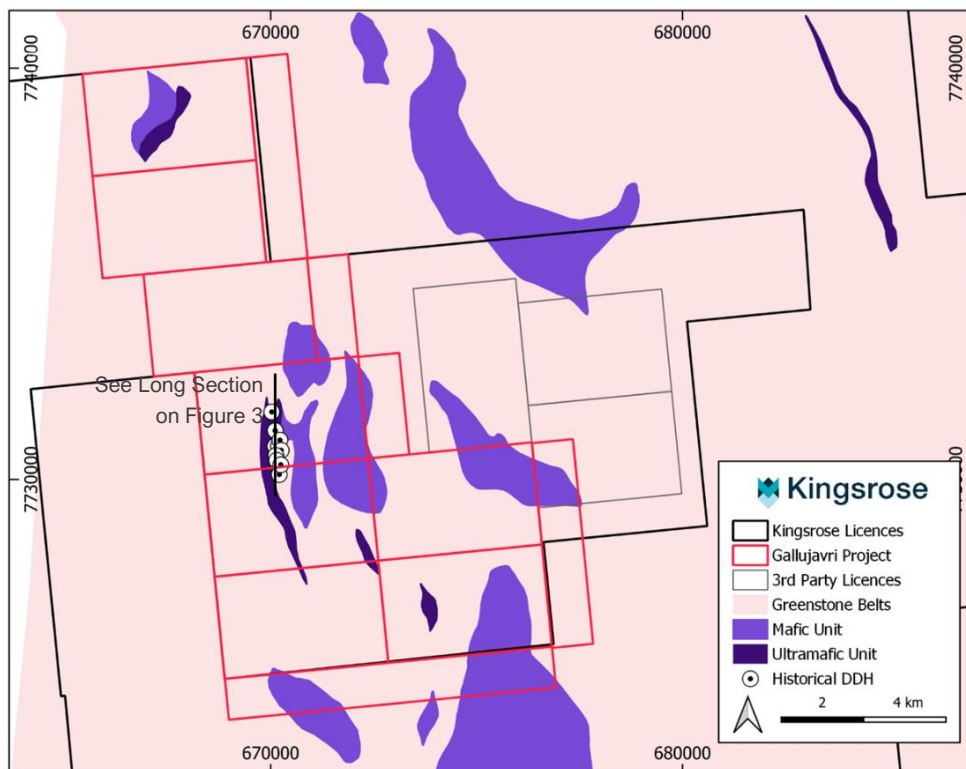 670000
680000
7740000
7740000
See Long Section
on Figure 3
7730000
Kingsrose
Kingsrose Licences
Gallujavri Project
3rd Party Licences
Greenstone Belts
Mafic Unit
Ultramafic Unit
Historical DDH
2
4 km
670000
680000